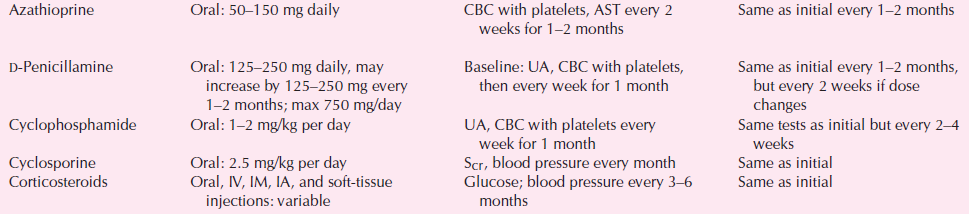 Azathioprine Oral: 50–150 mg daily CBC with platelets, AST every 2 Same as initial every 1–2 months
weeks for 1–2 months
D-Penicillamine Oral: 125–250 mg daily, may Baseline: UA, CBC with platelets, Same as initial every 1–2 months,
increase by 125–250 mg every then every week for 1 month but every 2 weeks if dose
1–2 months; max 750 mg/day changes
Cyclophosphamide Oral: 1–2 mg/kg per day UA, CBC with platelets every Same tests as initial but every 2–4
week for 1 month weeks
Cyclosporine Oral: 2.5 mg/kg per day SCr, blood pressure every month Same as initial
Corticosteroids Oral, IV, IM, IA, and soft-tissue Glucose; blood pressure every 3–6 Same as initial
injections: variable months